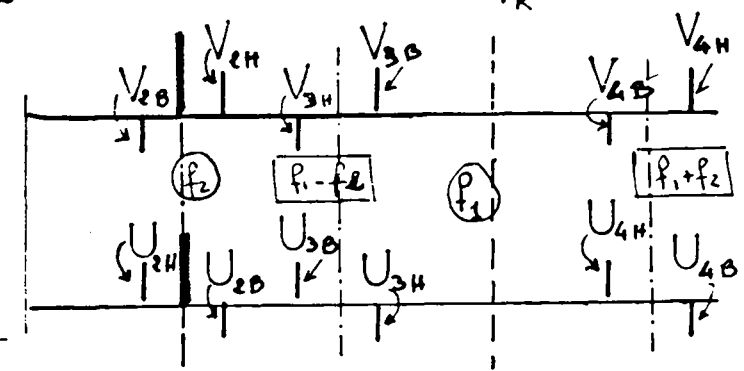 V2B V2H V3H V3B V4B V4H
f2 f1-f2 f1 f1+f2
U2H U2B U3B U3H U4H U4B